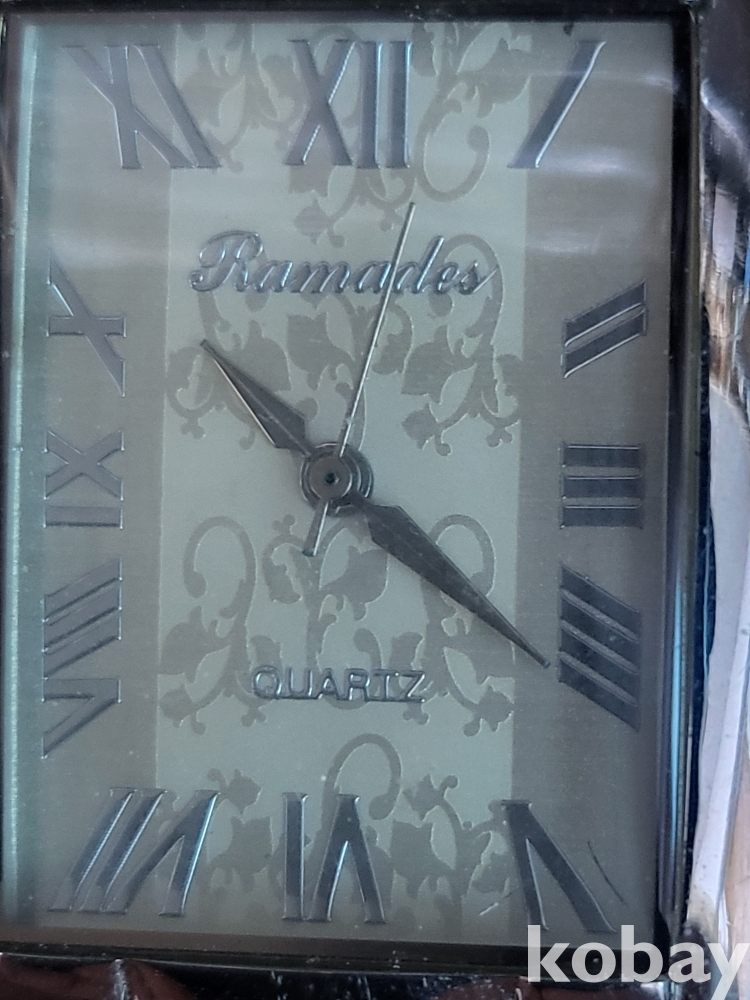 XI XII I
Ramades
X II
IX III
VIII IIII
QUARTZ
VII VI V
kobay